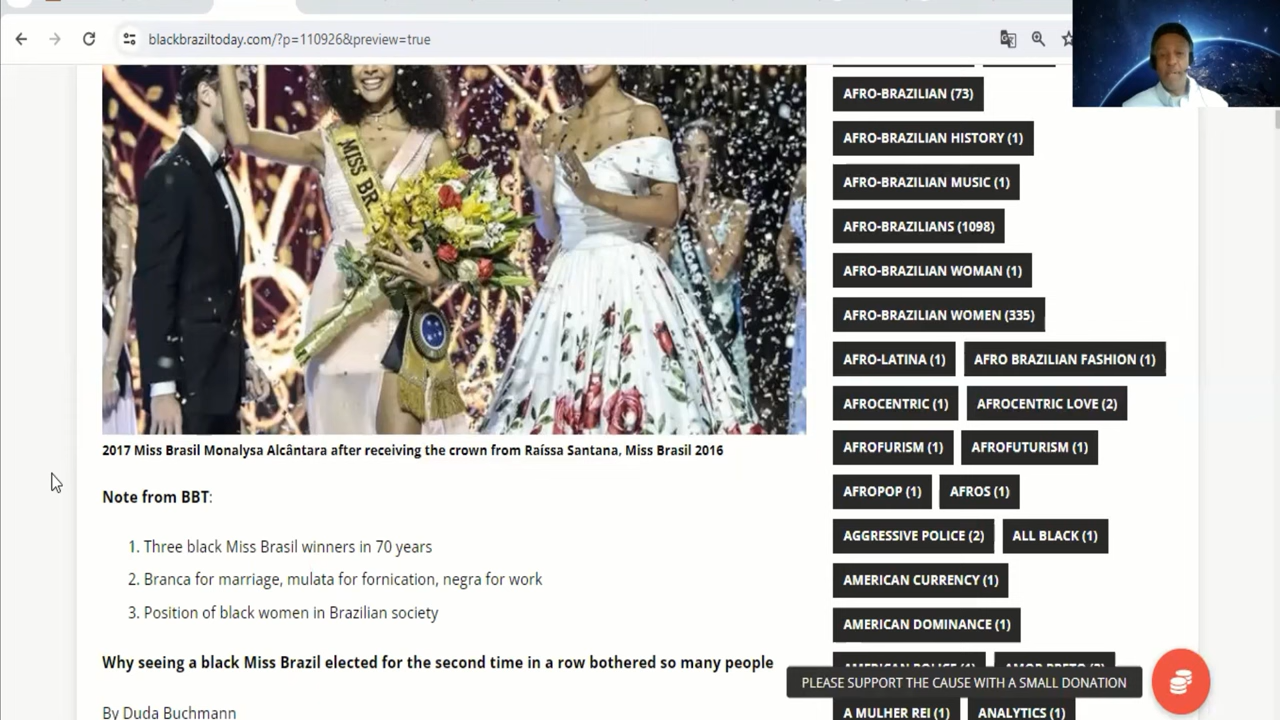 blackbraziltoday.com/?p=110926&preview=true
MISS BR
2017 Miss Brasil Monalysa Alcântara after receiving the crown from Raíssa Santana, Miss Brasil 2016
Note from BBT:
1. Three black Miss Brasil winners in 70 years
2. Branca for marriage, mulata for fornication, negra for work
3. Position of black women in Brazilian society
Why seeing a black Miss Brazil elected for the second time in a row bothered so many people
By Duda Buchmann
AFRO-BRAZILIAN (73)
AFRO-BRAZILIAN HISTORY (1)
AFRO-BRAZILIAN MUSIC (1)
AFRO-BRAZILIANS (1098)
AFRO-BRAZILIAN WOMAN (1)
AFRO-BRAZILIAN WOMEN (335)
AFRO-LATINA (1) AFRO BRAZILIAN FASHION (1)
AFROCENTRIC (1) AFROCENTRIC LOVE (2)
AFROFURISM (1) AFROFUTURISM (1)
AFROPOP (1) AFROS (1)
AGGRESSIVE POLICE (2) ALL BLACK (1)
AMERICAN CURRENCY (1)
AMERICAN DOMINANCE (1)
AMERICAN POLICE (1)
PLEASE SUPPORT THE CAUSE WITH A SMALL DONATION
A MULHER REI (1) ANALYTICS (1)